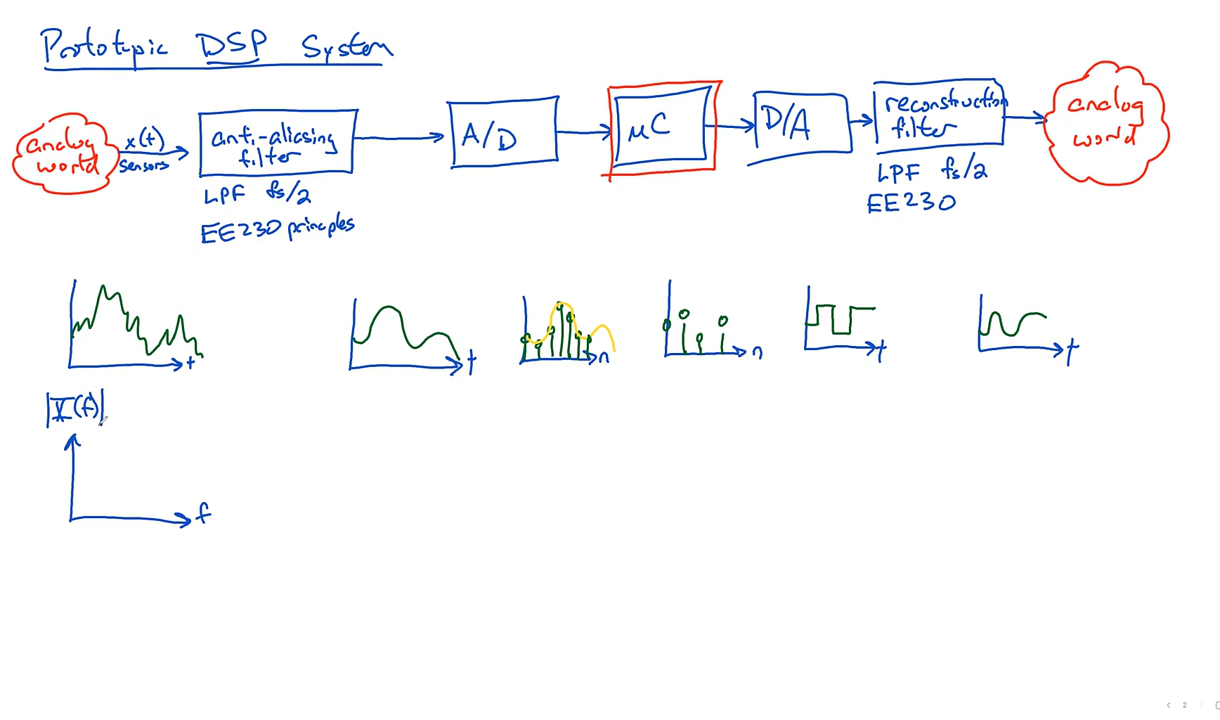 Prototypic DSP System
analog world
x(t)
sensors
anti-aliasing filter
LPF fs/2
EE230 principles
A/D
μC
D/A
reconstruction filter
LPF fs/2
EE230
analog world
t
t
n
n
t
t
|X(f)|
f
2